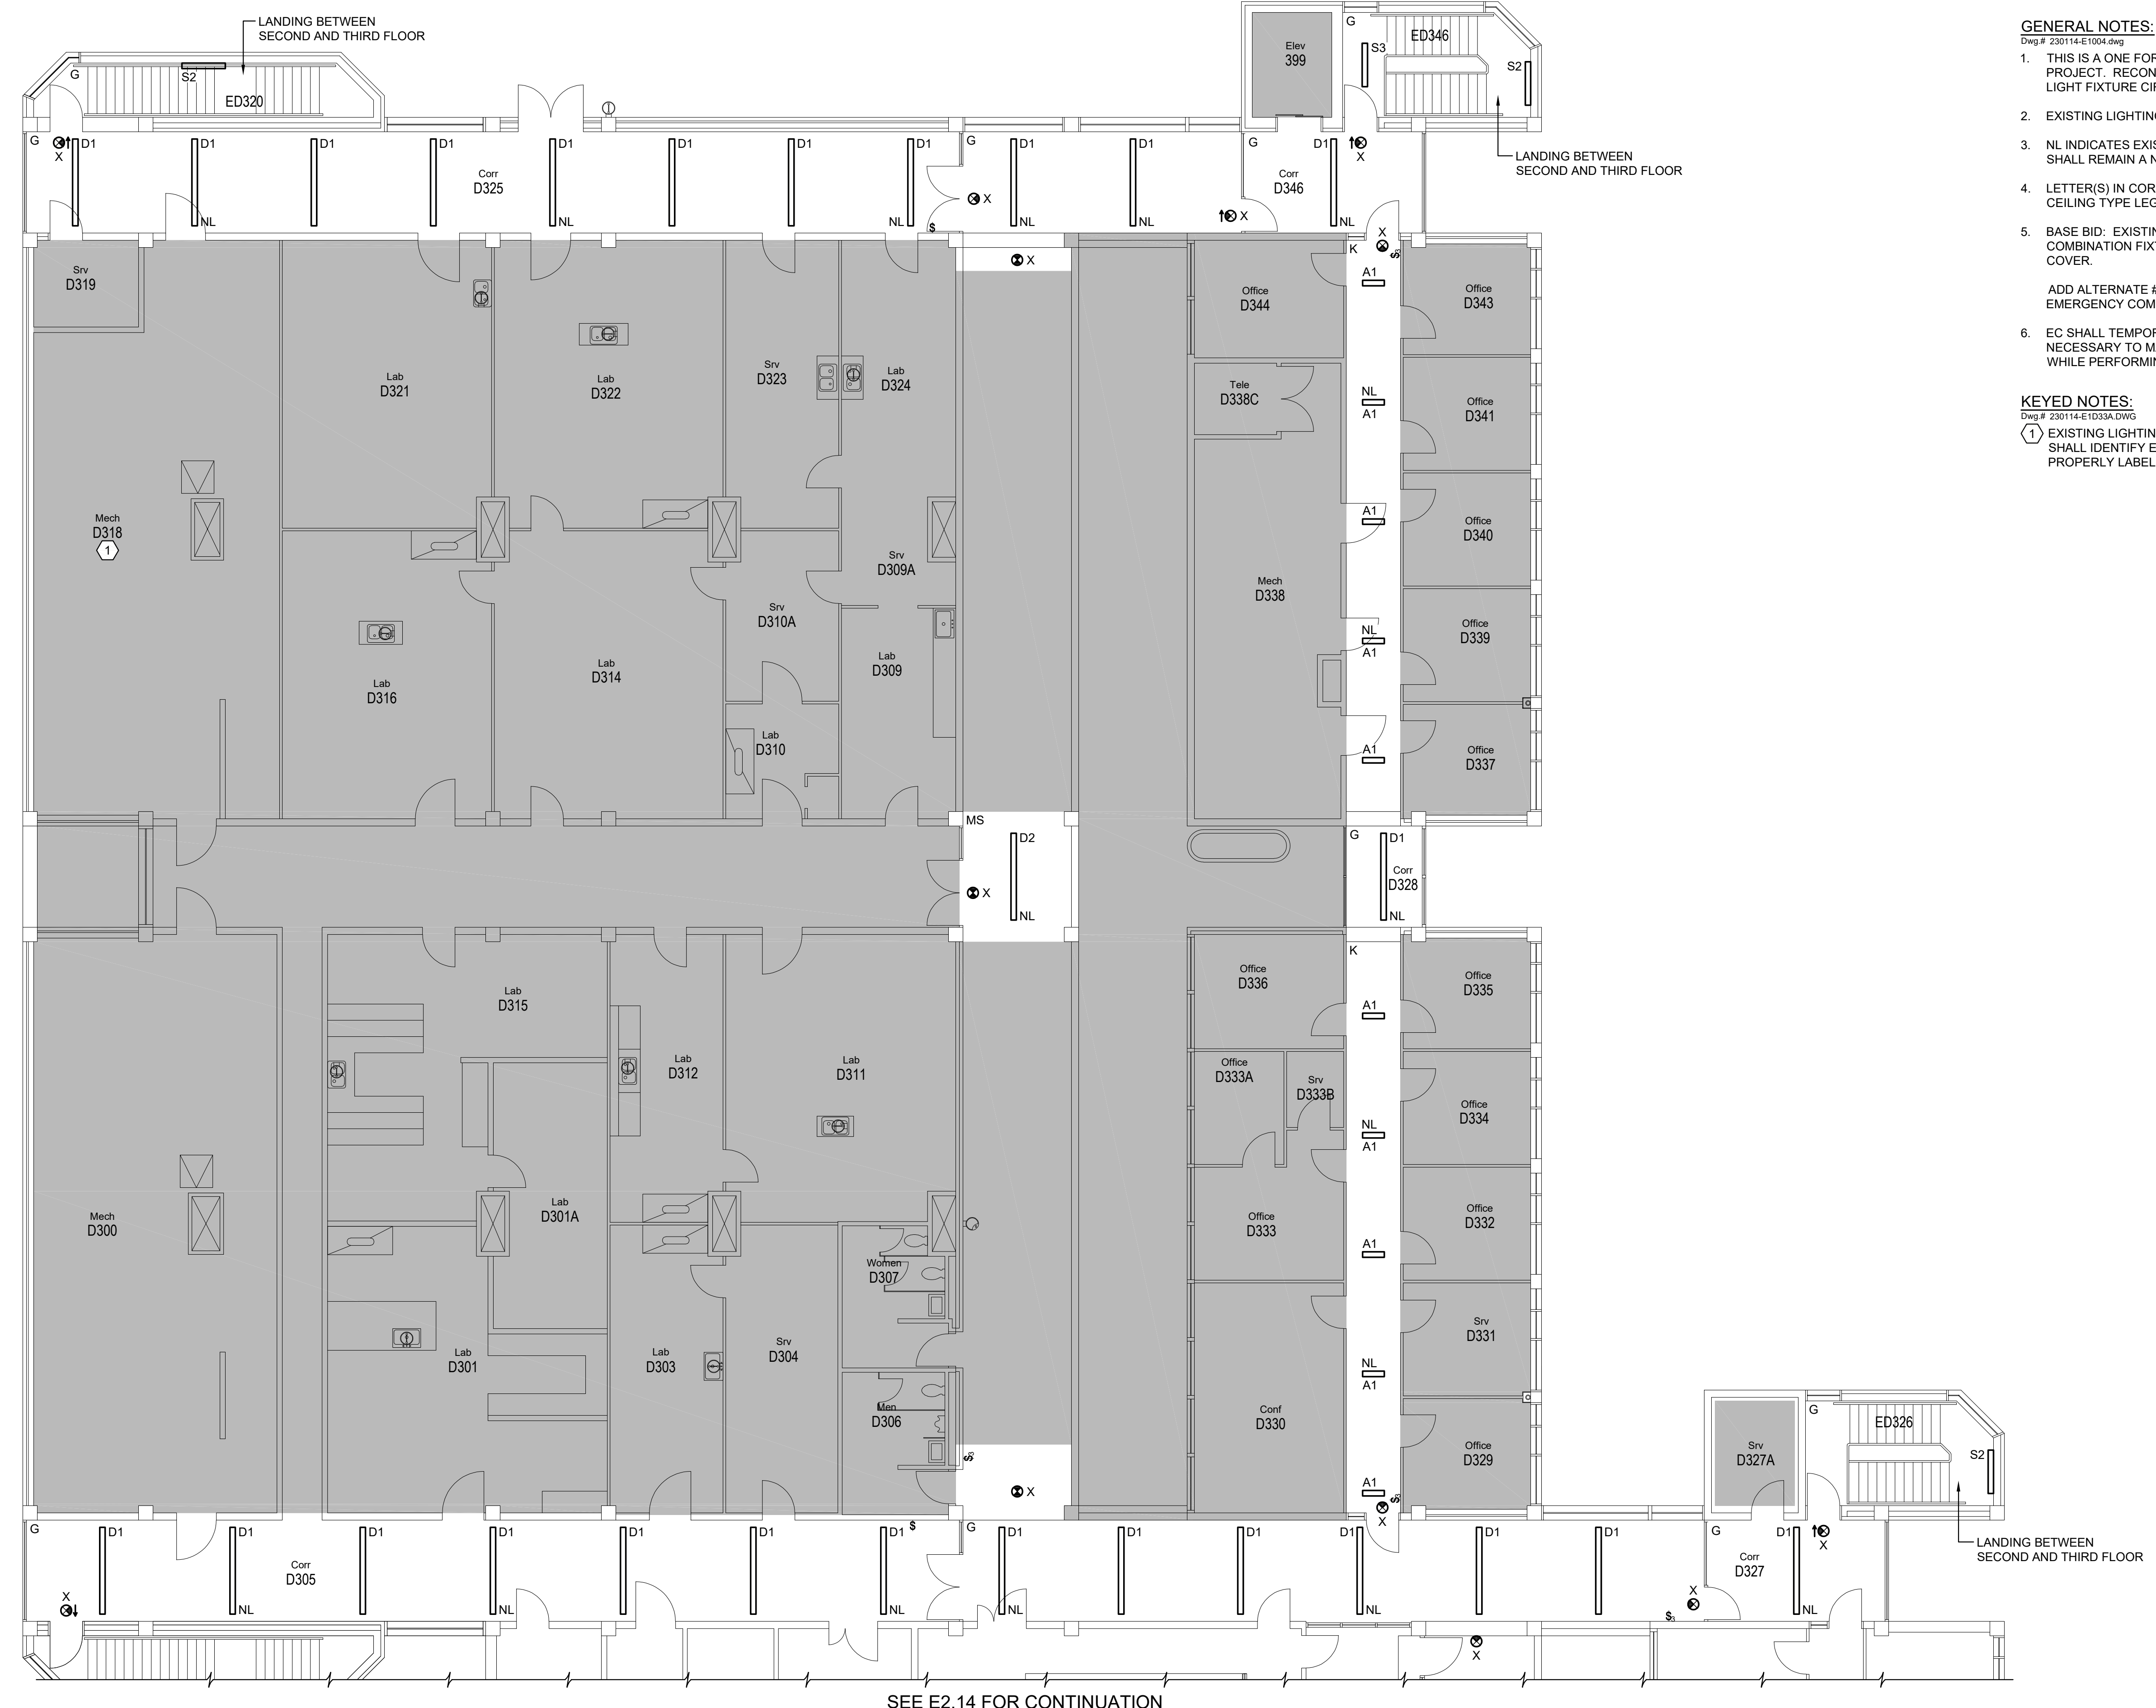 LANDING BETWEEN
SECOND AND THIRD FLOOR
G
S2
ED320
Elev
399
G
S3
ED346
S2
LANDING BETWEEN
SECOND AND THIRD FLOOR
G
X
D1
D1
NL
D1
D1
Corr
D325
D1
NL
D1
D1
D1
NL
$
G
X
D1
NL
D1
X
G
Corr
D346
D1
NL
X
Srv
D319
Lab
D321
Lab
D322
Srv
D323
Lab
D324
X
Office
D344
K
X
$3
A1
Office
D343
Tele
D338C
NL
A1
Office
D341
Mech
D318
1
A1
Office
D340
Srv
D309A
Mech
D338
Srv
D310A
NL
A1
Office
D339
Lab
D316
Lab
D314
Lab
D309
Lab
D310
A1
Office
D337
MS
D2
X
NL
G
D1
Corr
D328
NL
K
Lab
D315
Office
D336
A1
Office
D335
Lab
D312
Lab
D311
Office
D333A
Srv
D333B
NL
A1
Office
D334
Mech
D300
Lab
D301A
Office
D333
Office
D332
A1
Women
D307
Lab
D301
Lab
D303
Srv
D304
Srv
D331
NL
A1
Men
D306
Conf
D330
Office
D329
$3
X
A1
$3
X
Srv
D327A
G
ED326
S2
LANDING BETWEEN
SECOND AND THIRD FLOOR
G
X
D1
D1
NL
Corr
D305
D1
D1
NL
D1
D1
D1
NL
$
G
D1
NL
D1
D1
D1
NL
D1
D1
X
X
$3
G
Corr
D327
D1
NL
X
SEE E2.14 FOR CONTINUATION
GENERAL NOTES:
Dwg.# 230114-E1004.dwg
1. THIS IS A ONE FOR
PROJECT. RECON
LIGHT FIXTURE CI
2. EXISTING LIGHTIN
3. NL INDICATES EXIS
SHALL REMAIN A N
4. LETTER(S) IN COR
CEILING TYPE LEG
5. BASE BID: EXISTIN
COMBINATION FIX
COVER.
ADD ALTERNATE #
EMERGENCY COM
6. EC SHALL TEMPOR
NECESSARY TO M
WHILE PERFORMIN
KEYED NOTES:
Dwg.# 230114-E1D33A.DWG
1 EXISTING LIGHTIN
SHALL IDENTIFY E
PROPERLY LABEL